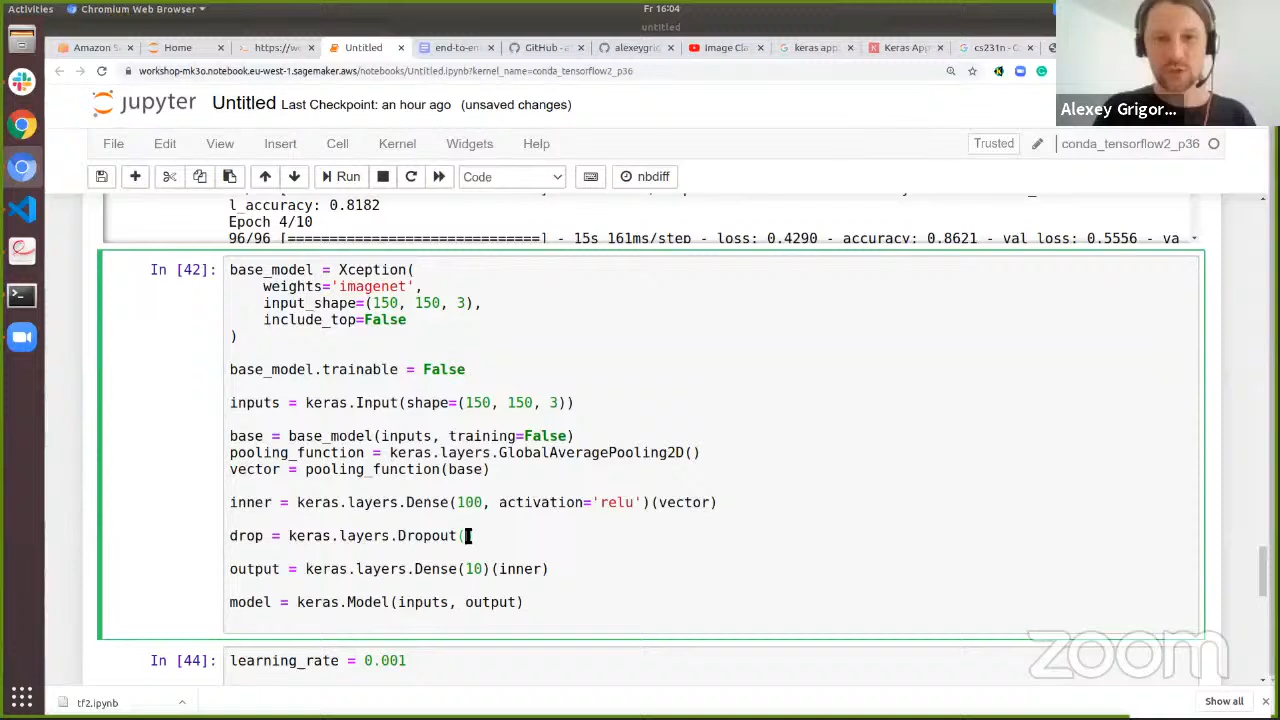 Activities
Chromium Web Browser
Fr 16:04
untitled
Amazon S
Home
https://w
Untitled
end-to-en
GitHub - a
alexeygri
Image Cla
keras app
Keras App
cs231n - C
workshop-mk3o.notebook.eu-west-1.sagemaker.aws/notebooks/Untitled.ipynb?kernel_name=conda_tensorflow2_p36
Alexey Grigor...
jupyter Untitled Last Checkpoint: an hour ago (unsaved changes)
File Edit View Insert Cell Kernel Widgets Help
Trusted
conda_tensorflow2_p36
Run
Code
nbdiff
l_accuracy: 0.8182
Epoch 4/10
96/96 [==============================] - 15s 161ms/step - loss: 0.4290 - accuracy: 0.8621 - val_loss: 0.5556 - va
In [42]:
base_model = Xception(
    weights='imagenet',
    input_shape=(150, 150, 3),
    include_top=False
)
base_model.trainable = False
inputs = keras.Input(shape=(150, 150, 3))
base = base_model(inputs, training=False)
pooling_function = keras.layers.GlobalAveragePooling2D()
vector = pooling_function(base)
inner = keras.layers.Dense(100, activation='relu')(vector)
drop = keras.layers.Dropout(
output = keras.layers.Dense(10)(inner)
model = keras.Model(inputs, output)
zoom
In [44]:
learning_rate = 0.001
tf2.ipynb
Show all